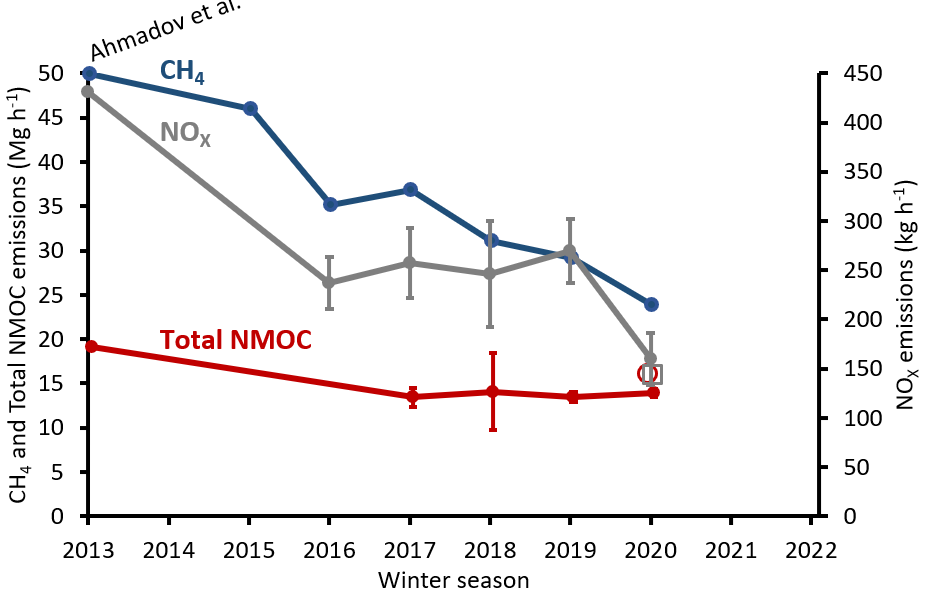 Ahmadov et al.
CH₄
NOₓ
Total NMOC
CH₄ and Total NMOC emissions (Mg h⁻¹)
50
45
40
35
30
25
20
15
10
5
0
NOₓ emissions (kg h⁻¹)
450
400
350
300
250
200
150
100
50
0
2013 2014 2015 2016 2017 2018 2019 2020 2021 2022
Winter season